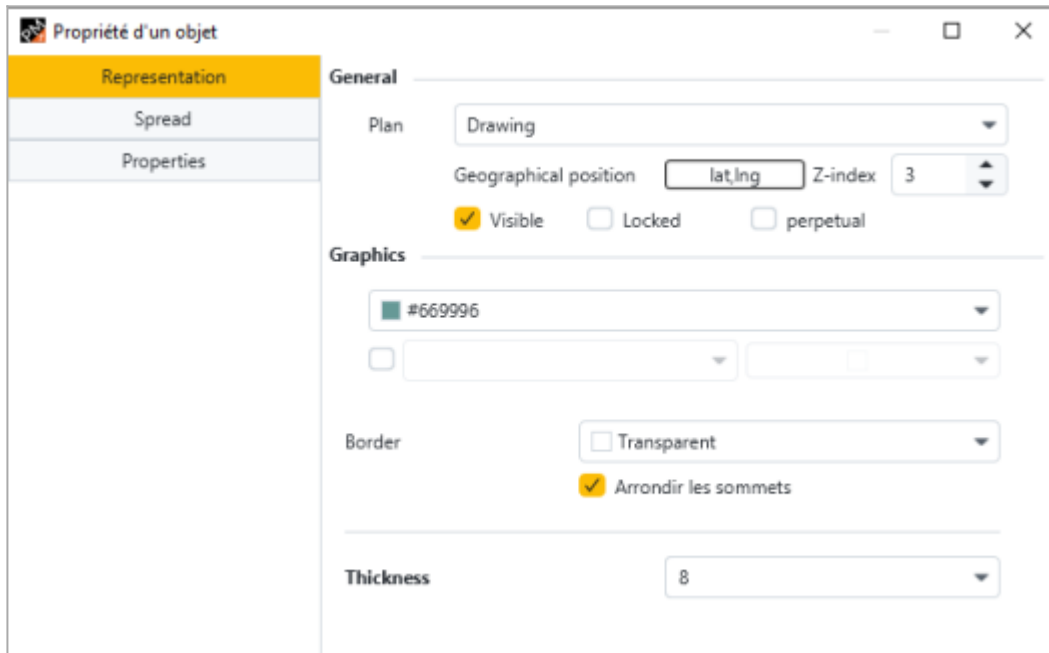 PM Propriété d'un objet
Representation
Spread
Properties
General
Plan Drawing
Geographical position lat,lng Z-index 3
Visible Locked perpetual
Graphics
#669996
Border Transparent
Arrondir les sommets
Thickness 8